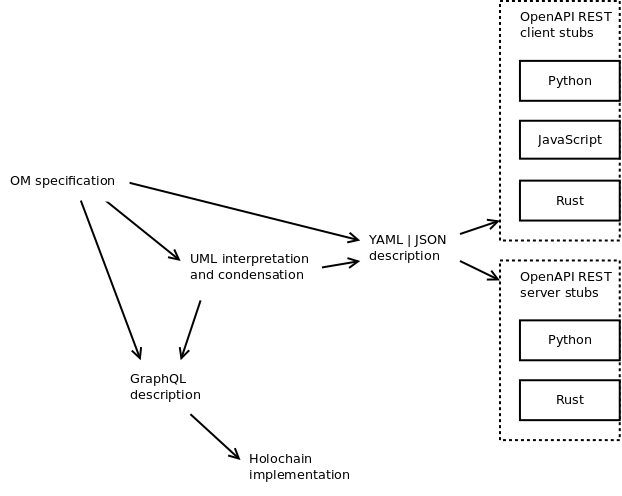 OpenAPI REST
client stubs
Python
JavaScript
Rust
OM specification
YAML | JSON
description
UML interpretation
and condensation
OpenAPI REST
server stubs
Python
Rust
GraphQL
description
Holochain
implementation